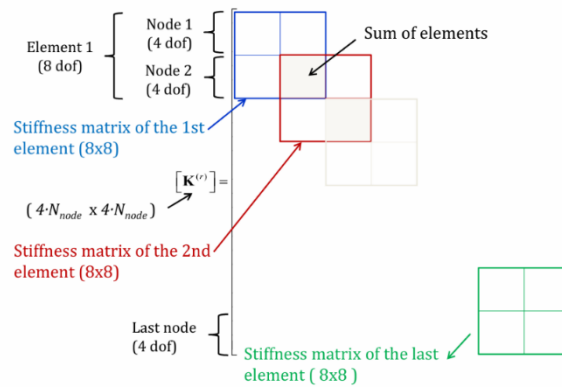 Node 1
(4 dof)
Element 1
(8 dof)
Node 2
(4 dof)
Sum of elements
Stiffness matrix of the 1st
element (8x8)
[K⁽ʳ⁾]=
( 4·N_node x 4·N_node )
Stiffness matrix of the 2nd
element (8x8)
Last node
(4 dof)
Stiffness matrix of the last
element ( 8x8 )